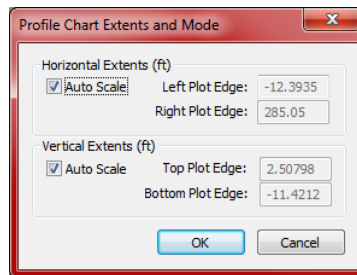 Profile Chart Extents and Mode
Horizontal Extents (ft)
Auto Scale Left Plot Edge: -12.3935
Right Plot Edge: 285.05
Vertical Extents (ft)
Auto Scale Top Plot Edge: 2.50798
Bottom Plot Edge: -11.4212
OK Cancel